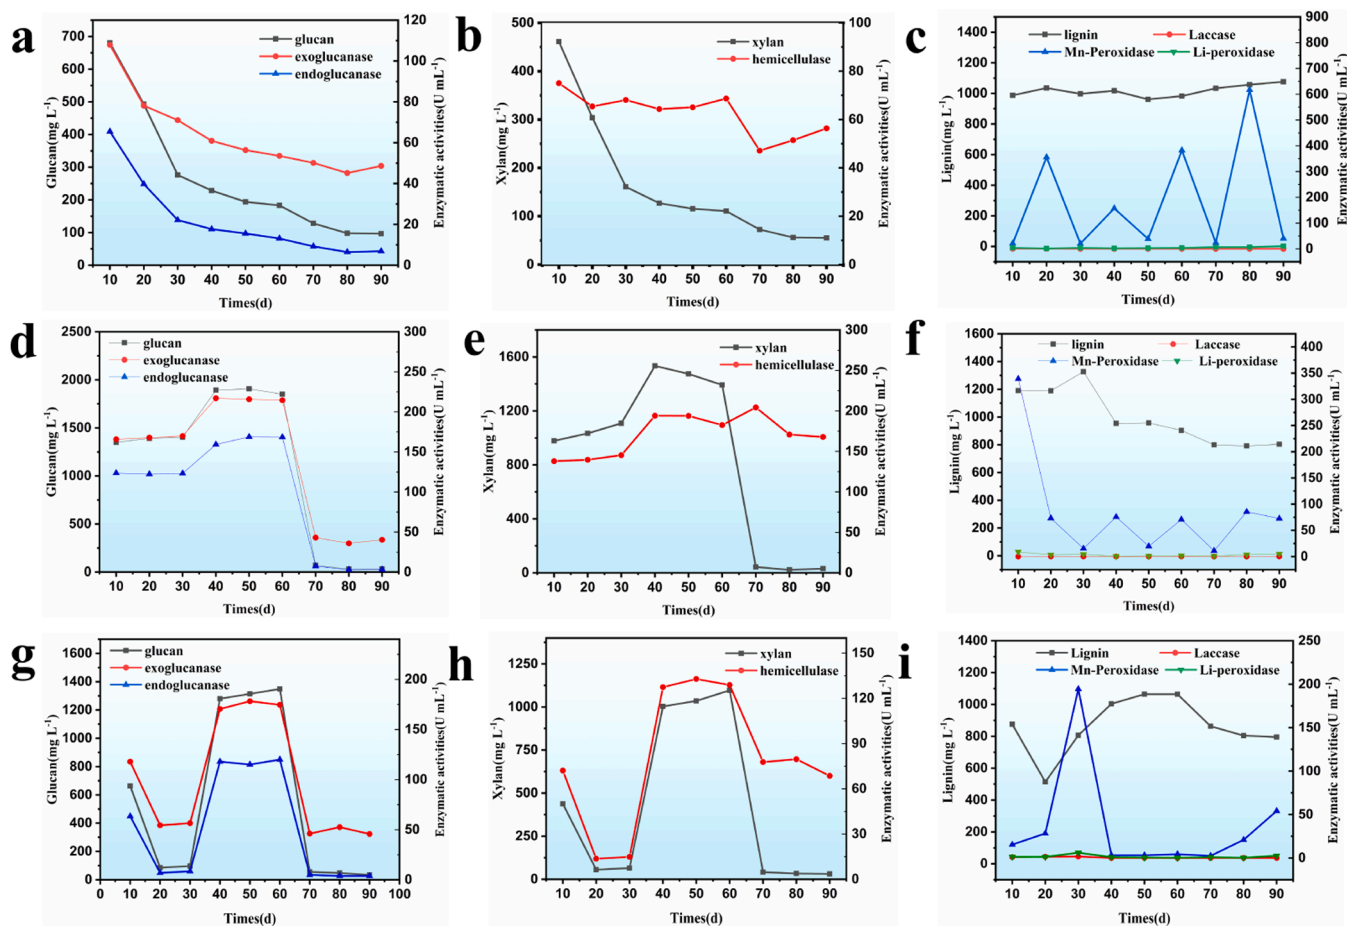 a
glucan
exoglucanase
endoglucanase
Glucan(mg L⁻¹)
Enzymatic activities(U mL⁻¹)
0 100 200 300 400 500 600 700
0 20 40 60 80 100 120
10 20 30 40 50 60 70 80 90
Times(d)
b
xylan
hemicellulase
Xylan(mg L⁻¹)
Enzymatic activities(U mL⁻¹)
0 100 200 300 400 500
0 20 40 60 80 100
10 20 30 40 50 60 70 80 90
Times(d)
c
lignin Laccase
Mn-Peroxidase Li-peroxidase
Lignin(mg L⁻¹)
Enzymatic activities(U mL⁻¹)
0 200 400 600 800 1000 1200 1400
0 100 200 300 400 500 600 700 800 900
10 20 30 40 50 60 70 80 90
Times(d)
d
glucan
exoglucanase
endoglucanase
Glucan(mg L⁻¹)
Enzymatic activities(U mL⁻¹)
0 500 1000 1500 2000 2500
0 50 100 150 200 250 300
10 20 30 40 50 60 70 80 90
Times(d)
e
xylan
hemicellulase
Xylan(mg L⁻¹)
Enzymatic activities(U mL⁻¹)
0 400 800 1200 1600
0 50 100 150 200 250 300
10 20 30 40 50 60 70 80 90
Times(d)
f
lignin Laccase
Mn-Peroxidase Li-peroxidase
Lignin(mg L⁻¹)
Enzymatic activities(U mL⁻¹)
0 200 400 600 800 1000 1200 1400 1600
0 50 100 150 200 250 300 350 400
10 20 30 40 50 60 70 80 90
Times(d)
g
glucan
exoglucanase
endoglucanase
Glucan(mg L⁻¹)
Enzymatic activities(U mL⁻¹)
0 200 400 600 800 1000 1200 1400 1600
0 50 100 150 200
0 10 20 30 40 50 60 70 80 90 100
Times(d)
h
xylan
hemicellulase
Xylan(mg L⁻¹)
Enzymatic activities(U mL⁻¹)
0 250 500 750 1000 1250
0 30 60 90 120 150
10 20 30 40 50 60 70 80 90
Times(d)
i
Lignin Laccase
Mn-Peroxidase Li-peroxidase
Lignin(mg L⁻¹)
Enzymatic activities(U mL⁻¹)
0 200 400 600 800 1000 1200 1400
0 50 100 150 200 250
10 20 30 40 50 60 70 80 90
Times(d)